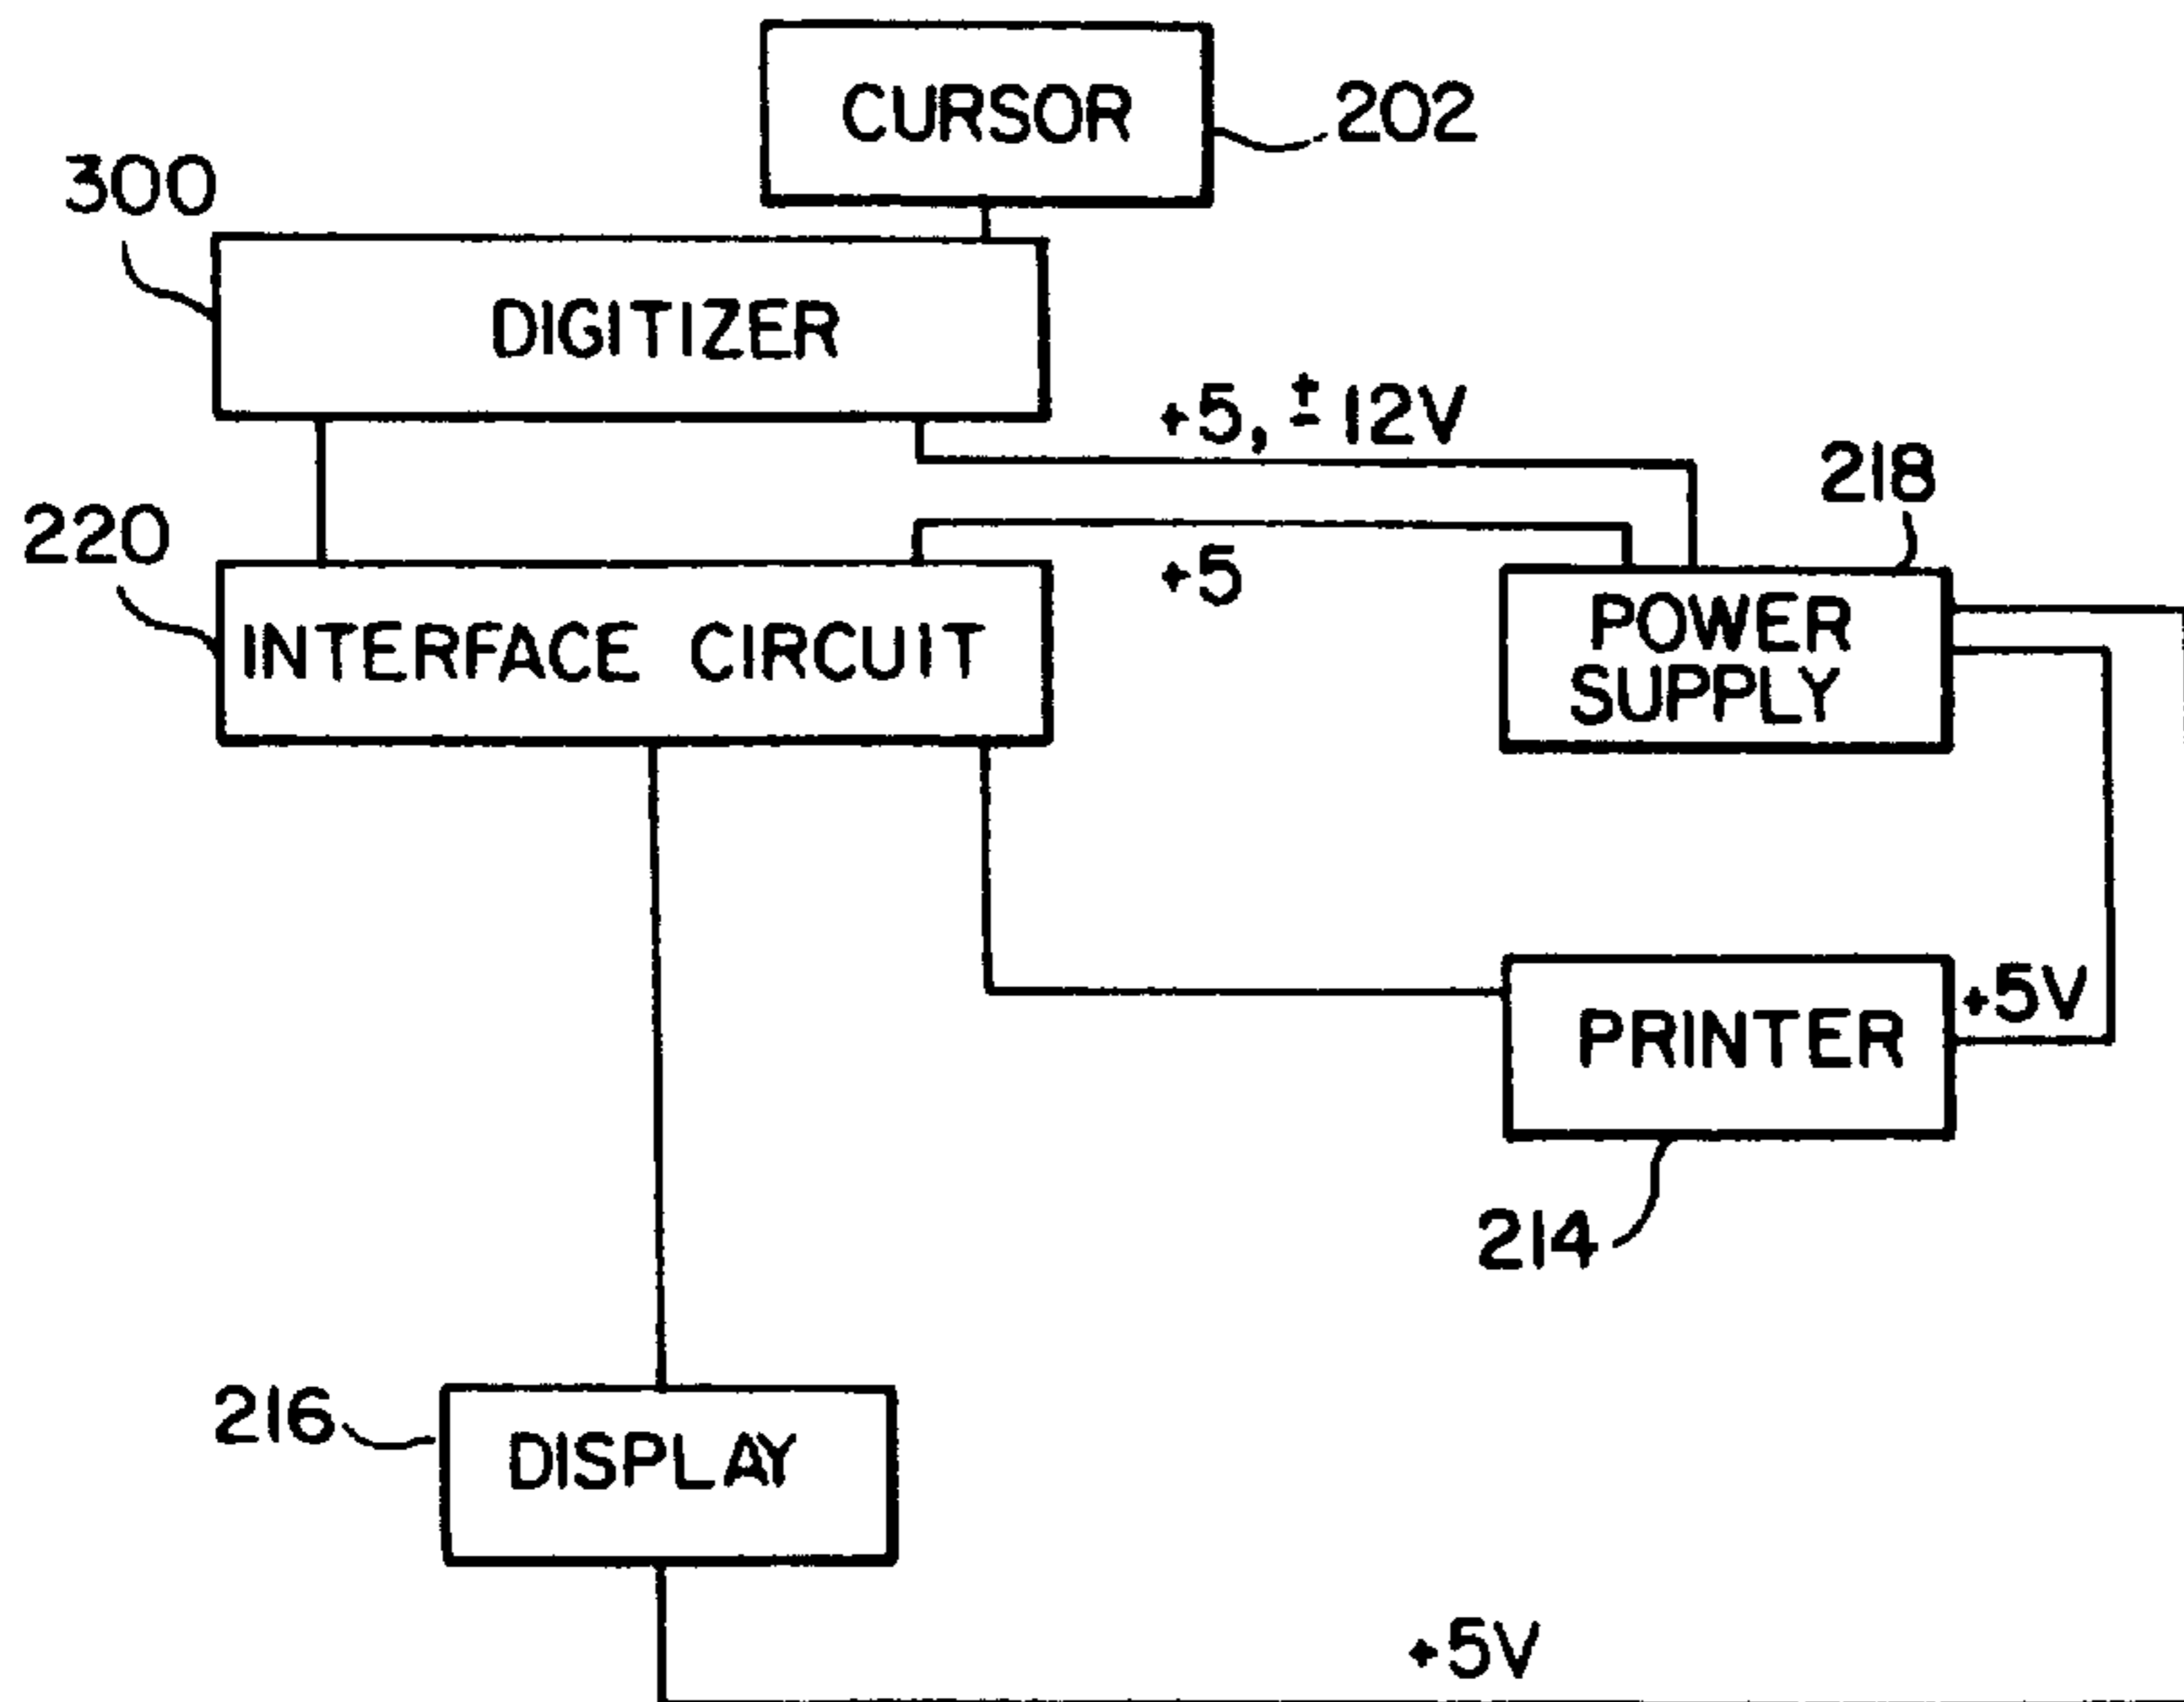 CURSOR
202
300
DIGITIZER
+5, ±12V
218
220
+5
INTERFACE CIRCUIT
POWER
SUPPLY
+5V
PRINTER
214
216
DISPLAY
+5V